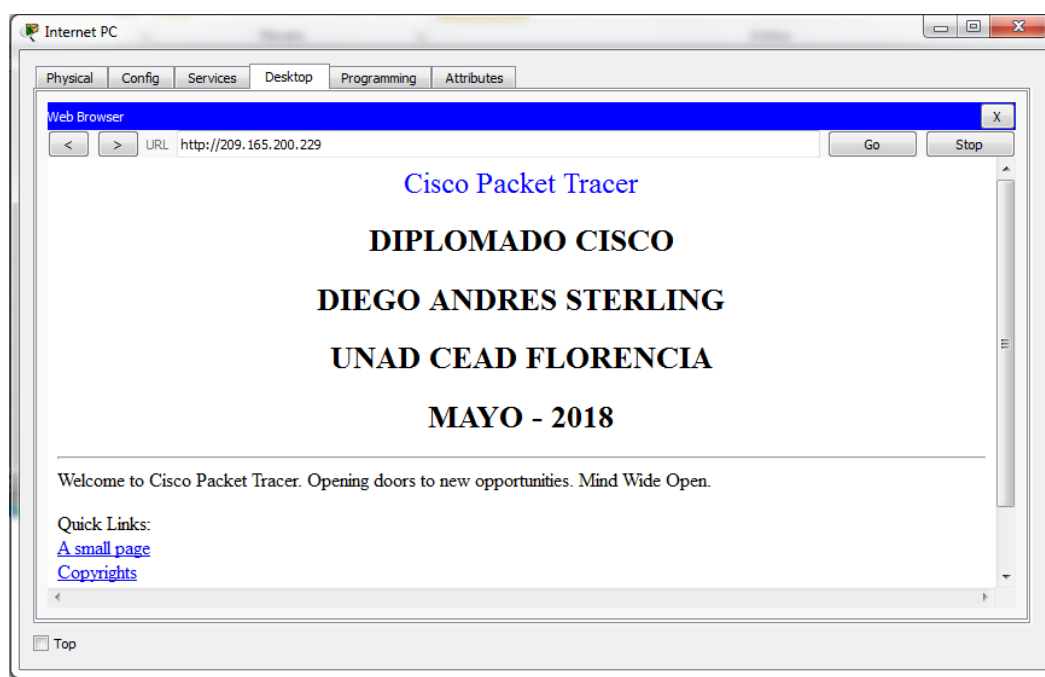 Internet PC
Physical Config Services Desktop Programming Attributes
Web Browser
X
< > URL http://209.165.200.229 Go Stop
Cisco Packet Tracer
DIPLOMADO CISCO
DIEGO ANDRES STERLING
UNAD CEAD FLORENCIA
MAYO - 2018
Welcome to Cisco Packet Tracer. Opening doors to new opportunities. Mind Wide Open.
Quick Links:
A small page
Copyrights
Top